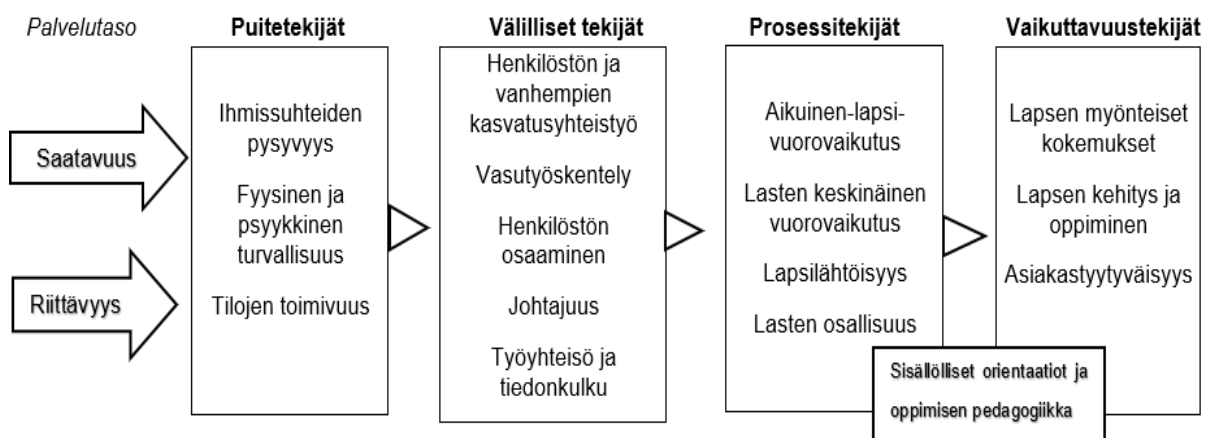 Palvelutaso
Puitetekijät
Välilliset tekijät
Prosessitekijät
Vaikuttavuustekijät
Saatavuus
Riittävyys
Ihmissuhteiden
pysyvyys
Fyysinen ja
psyykkinen
turvallisuus
Tilojen toimivuus
Henkilöstön ja
vanhempien
kasvatusyhteistyö
Vasutyöskentely
Henkilöstön
osaaminen
Johtajuus
Työyhteisö ja
tiedonkulku
Aikuinen-lapsi-
vuorovaikutus
Lasten keskinäinen
vuorovaikutus
Lapsilähtöisyys
Lasten osallisuus
Sisällölliset orientaatiot ja
oppimisen pedagogiikka
Lapsen myönteiset
kokemukset
Lapsen kehitys ja
oppiminen
Asiakastyytyväisyys